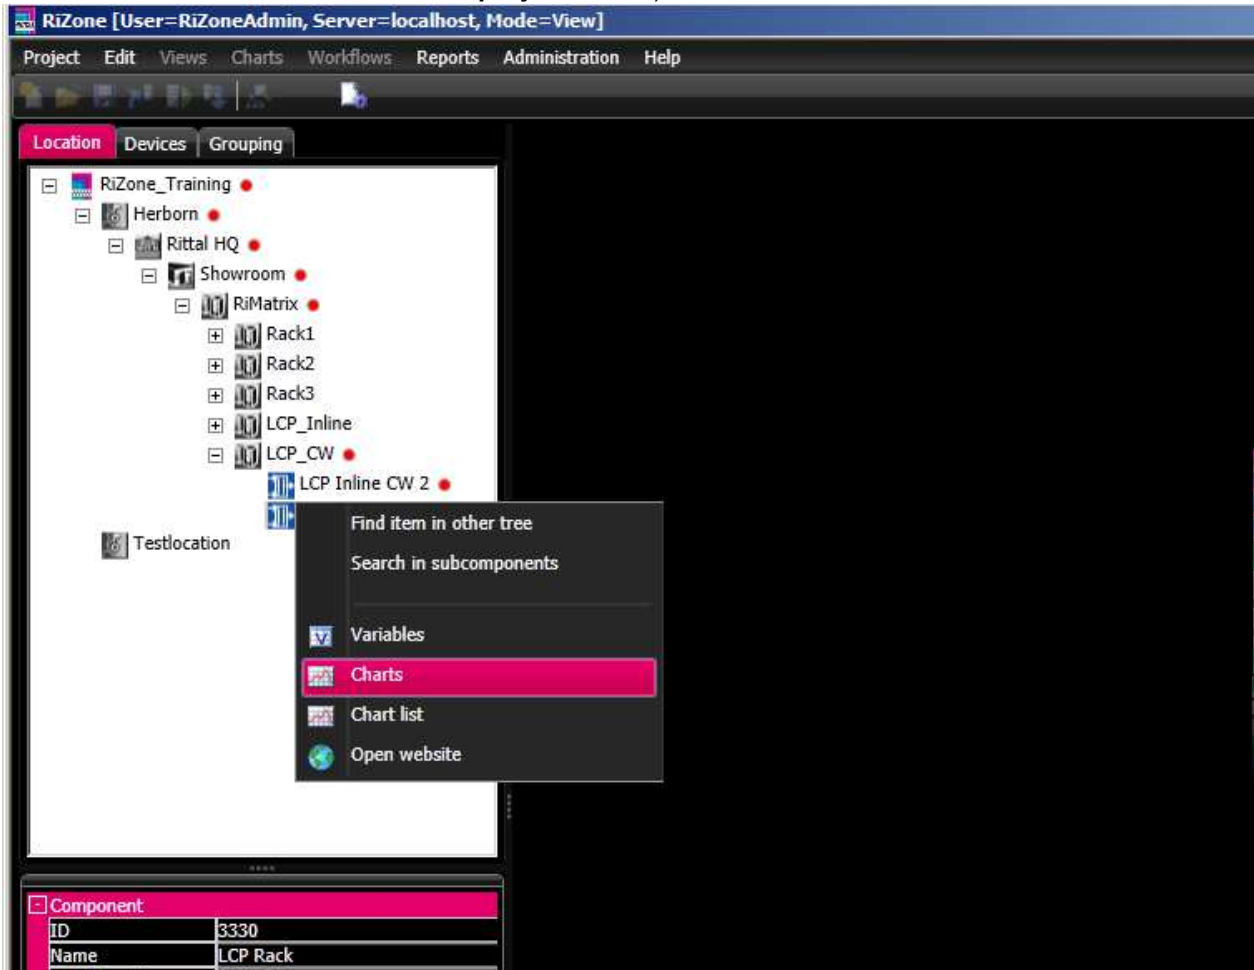 RiZone [User=RiZoneAdmin, Server=localhost, Mode=View]
Project Edit Views Charts Workflows Reports Administration Help
Location Devices Grouping
RiZone_Training
Herborn
Rittal HQ
Showroom
RiMatrix
Rack1
Rack2
Rack3
LCP_Inline
LCP_CW
LCP Inline CW 2
Find item in other tree
Testlocation
Search in subcomponents
Variables
Charts
Chart list
Open website
Component
ID 3330
Name LCP Rack